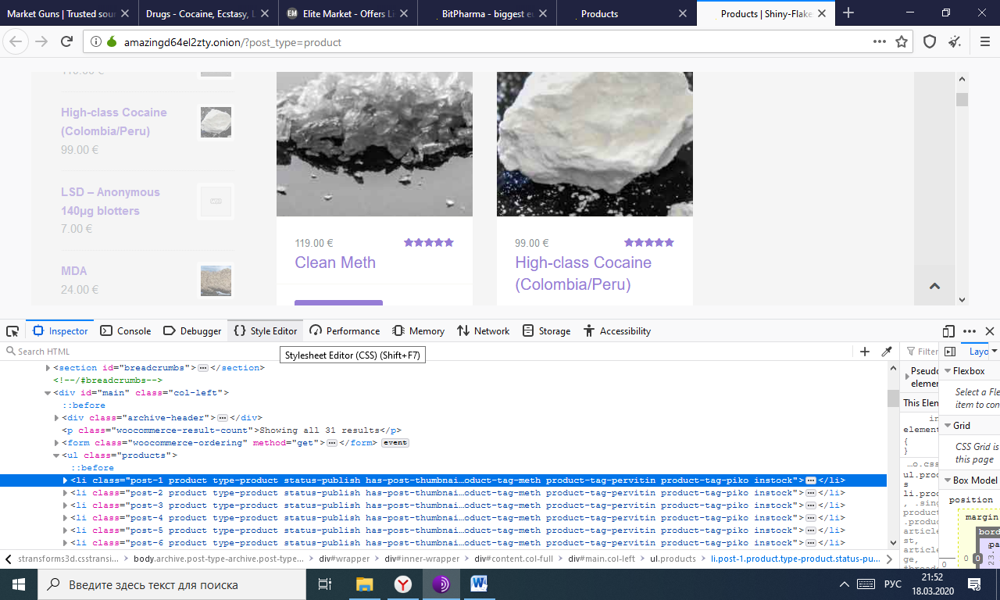 Market Guns | Trusted sour
Drugs - Cocaine, Ecstasy, L
EM Elite Market - Offers Li
BitPharma - biggest eu
Products
Products | Shiny-Flake
amazingd64el2zty.onion/?post_type=product
High-class Cocaine
(Colombia/Peru)
99.00 €
LSD – Anonymous
140µg blotters
7.00 €
MDA
24.00 €
119.00 €
Clean Meth
99.00 €
High-class Cocaine
(Colombia/Peru)
Inspector
Console
Debugger
Style Editor
Performance
Memory
Network
Storage
Accessibility
Search HTML
Stylesheet Editor (CSS) (Shift+F7)
<section id="breadcrumbs">…</section>
<!--/#breadcrumbs-->
<div id="main" class="col-left">
::before
<div class="archive-header">…</div>
<p class="woocommerce-result-count">Showing all 31 results</p>
<form class="woocommerce-ordering" method="get">…</form> event
<ul class="products">
::before
<li class="post-1 product type-product status-publish has-post-thumbnai…oduct-tag-meth product-tag-pervitin product-tag-piko instock">…</li>
<li class="post-2 product type-product status-publish has-post-thumbnai…oduct-tag-meth product-tag-pervitin product-tag-piko instock">…</li>
<li class="post-3 product type-product status-publish has-post-thumbnai…oduct-tag-meth product-tag-pervitin product-tag-piko instock">…</li>
<li class="post-4 product type-product status-publish has-post-thumbnai…oduct-tag-meth product-tag-pervitin product-tag-piko instock">…</li>
<li class="post-5 product type-product status-publish has-post-thumbnai…oduct-tag-meth product-tag-pervitin product-tag-piko instock">…</li>
<li class="post-6 product type-product status-publish has-post-thumbnai…oduct-tag-meth product-tag-pervitin product-tag-piko instock">…</li>
Filter
Pseudo
elemen
This Elen
in
element
{
}
…o.css
ul.pro
s
li.pro
, .sing
produc
.produ
articl
st,
articl
ge,
Layo
Flexbox
Select a Fle
item to con
Grid
CSS Grid is
this page
Box Model
position
margin
bord
pa
0
0 0
23.
stransforms3d.csstransi…
body.archive.post-type-archive.post-type…
div#wrapper
div#inner-wrapper
div#content.col-full
div#main.col-left
ul.products
li.post-1.product.type-product.status-pu…
Введите здесь текст для поиска
РУС
21:52
18.03.2020